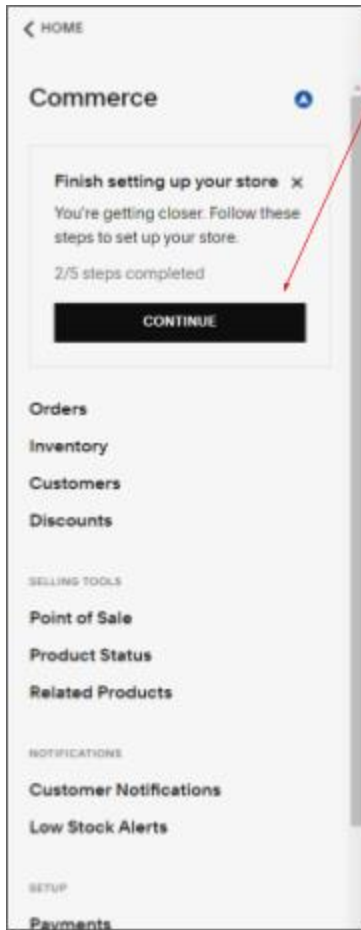 HOME
Commerce
Finish setting up your store ×
You're getting closer. Follow these
steps to set up your store.
2/5 steps completed
CONTINUE
Orders
Inventory
Customers
Discounts
SELLING TOOLS
Point of Sale
Product Status
Related Products
NOTIFICATIONS
Customer Notifications
Low Stock Alerts
SETUP
Payments